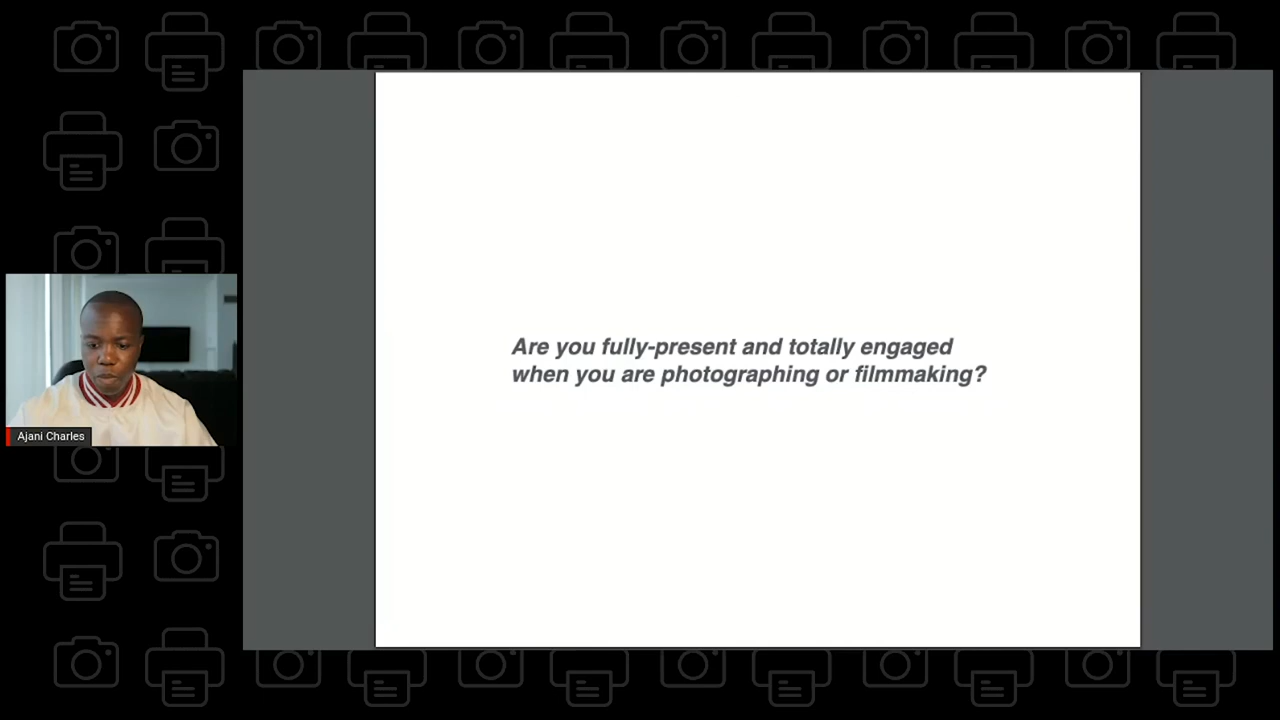 Are you fully-present and totally engaged
when you are photographing or filmmaking?
Ajani Charles